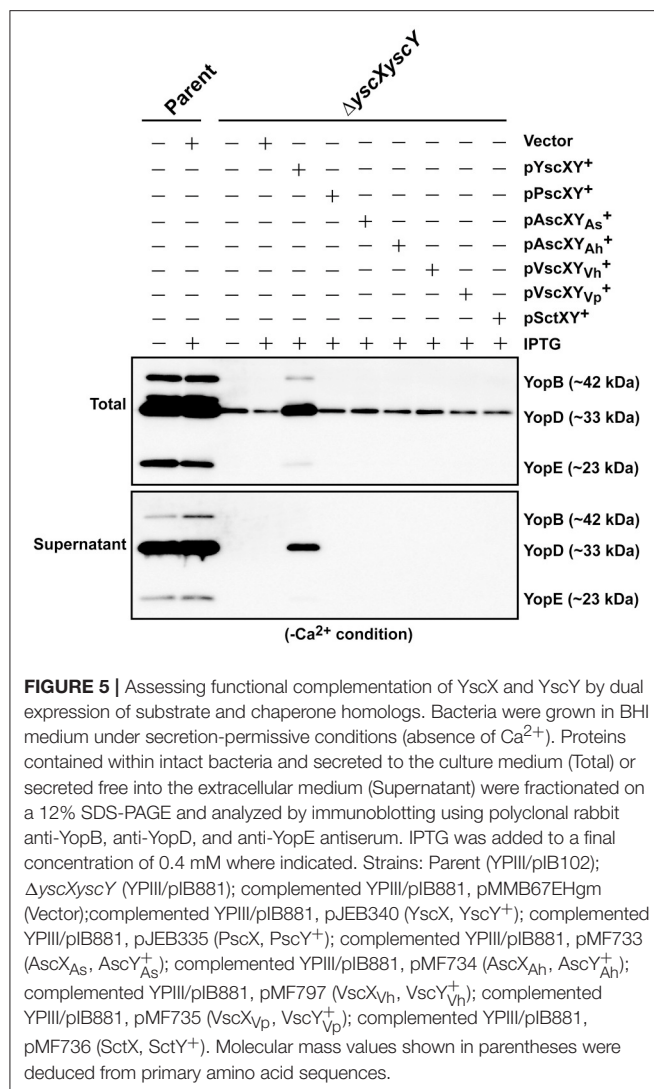 Parent
ΔyscXyscY
– + – + – – – – – – – Vector
– – – – + – – – – – – pYscXY+
– – – – – + – – – – – pPscXY+
– – – – – – + – – – – pAscXYAs+
– – – – – – – + – – – pAscXYAh+
– – – – – – – – + – – pVscXYVh+
– – – – – – – – – + – pVscXYVp+
– – – – – – – – – – + pSctXY+
– + – + + + + + + + + IPTG
Total
YopB (~42 kDa)
YopD (~33 kDa)
YopE (~23 kDa)
Supernatant
YopB (~42 kDa)
YopD (~33 kDa)
YopE (~23 kDa)
(-Ca2+ condition)
FIGURE 5 | Assessing functional complementation of YscX and YscY by dual
expression of substrate and chaperone homologs. Bacteria were grown in BHI
medium under secretion-permissive conditions (absence of Ca2+). Proteins
contained within intact bacteria and secreted to the culture medium (Total) or
secreted free into the extracellular medium (Supernatant) were fractionated on
a 12% SDS-PAGE and analyzed by immunoblotting using polyclonal rabbit
anti-YopB, anti-YopD, and anti-YopE antiserum. IPTG was added to a final
concentration of 0.4 mM where indicated. Strains: Parent (YPIII/pIB102);
ΔyscXyscY (YPIII/pIB881); complemented YPIII/pIB881, pMMB67EHgm
(Vector);complemented YPIII/pIB881, pJEB340 (YscX, YscY+); complemented
YPIII/pIB881, pJEB335 (PscX, PscY+); complemented YPIII/pIB881, pMF733
(AscXAs, AscY+As); complemented YPIII/pIB881, pMF734 (AscXAh, AscY+Ah);
complemented YPIII/pIB881, pMF797 (VscXVh, VscY+Vh); complemented
YPIII/pIB881, pMF735 (VscXVp, VscY+Vp); complemented YPIII/pIB881,
pMF736 (SctX, SctY+). Molecular mass values shown in parentheses were
deduced from primary amino acid sequences.